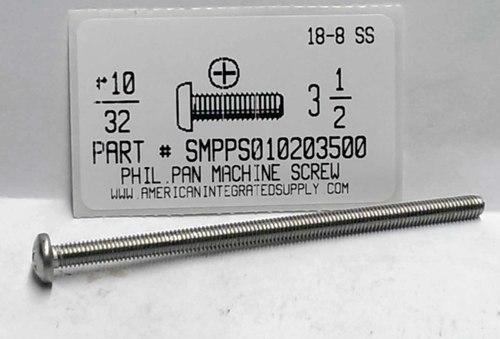 18-8 SS
#10
32
3 1/2
PART # SMPPS010203500
PHIL.PAN MACHINE SCREW
WWW.AMERICANINTEGRATEDSUPPLY.COM